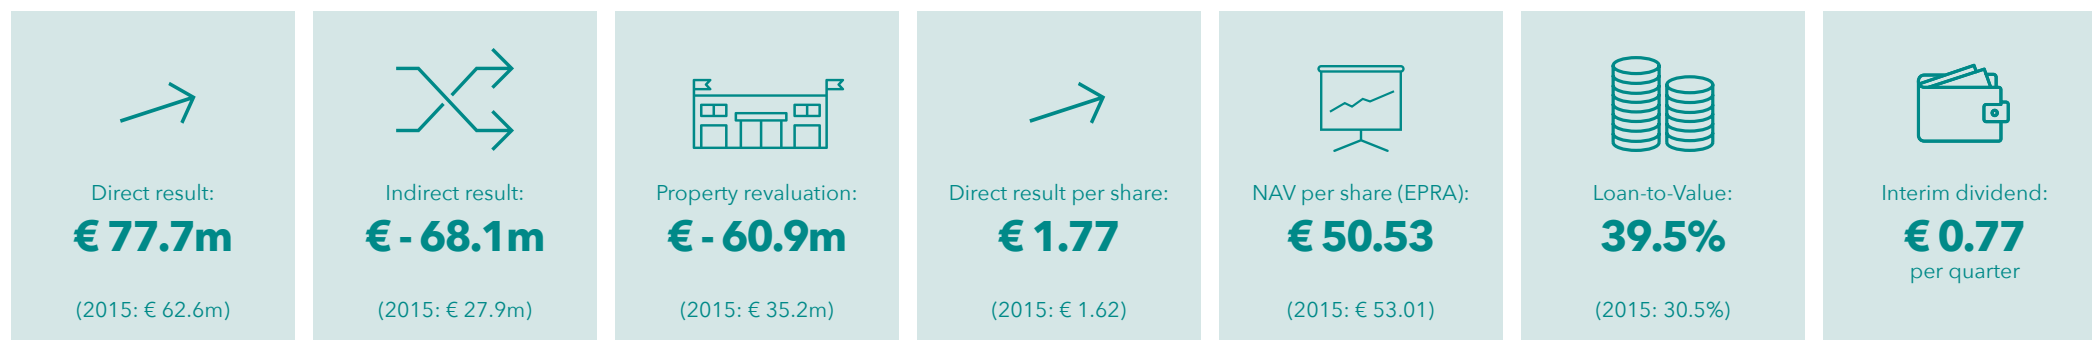 Direct result:
€ 77.7m
(2015: € 62.6m)
Indirect result:
€ - 68.1m
(2015: € 27.9m)
Property revaluation:
€ - 60.9m
(2015: € 35.2m)
Direct result per share:
€ 1.77
(2015: € 1.62)
NAV per share (EPRA):
€ 50.53
(2015: € 53.01)
Loan-to-Value:
39.5%
(2015: 30.5%)
Interim dividend:
€ 0.77
per quarter